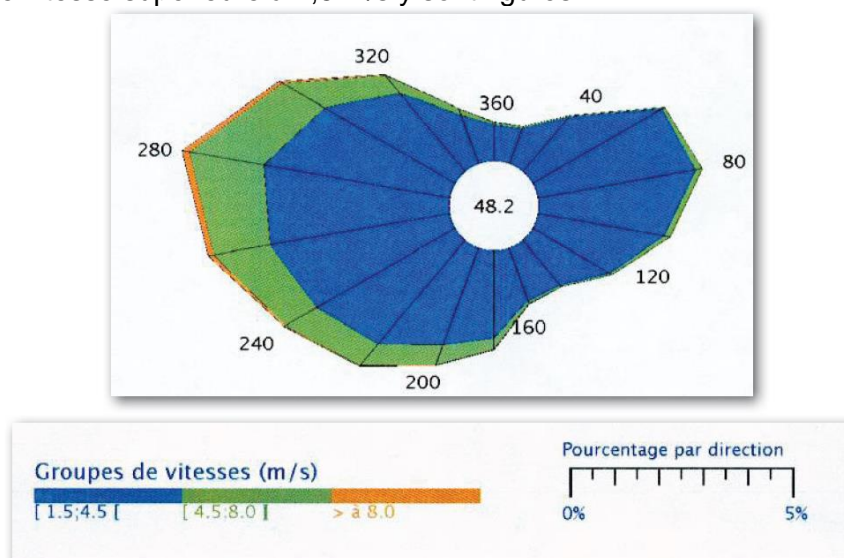 320
360
40
280
80
48.2
120
160
240
200
Pourcentage par direction
Groupes de vitesses (m/s)
[ 1.5;4.5 [
[ 4.5;8.0 [
> à 8.0
0%
5%